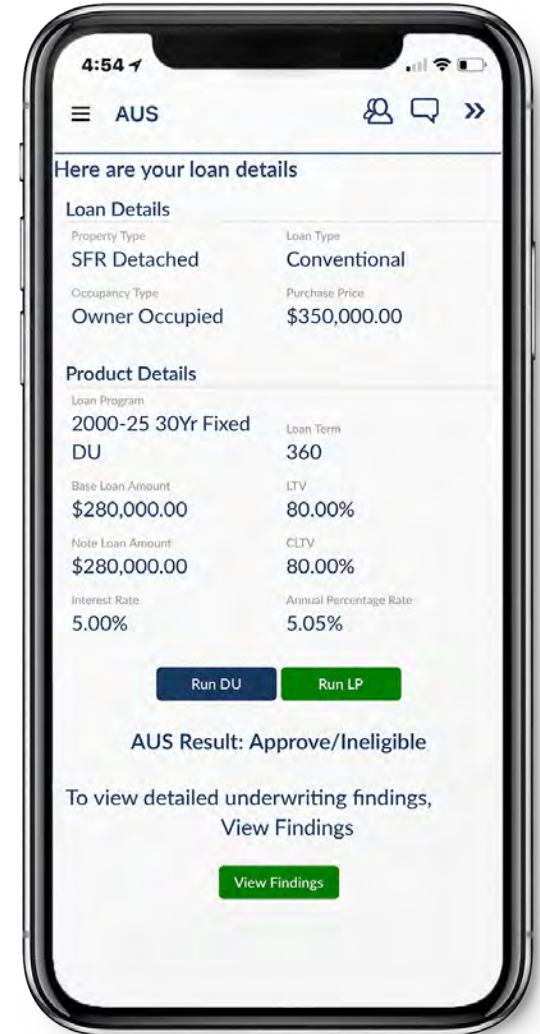 4:54
AUS
Here are your loan details
Loan Details
Property Type Loan Type
SFR Detached Conventional
Occupancy Type Purchase Price
Owner Occupied $350,000.00
Product Details
Loan Program
2000-25 30Yr Fixed Loan Term
DU 360
Base Loan Amount LTV
$280,000.00 80.00%
Note Loan Amount CLTV
$280,000.00 80.00%
Interest Rate Annual Percentage Rate
5.00% 5.05%
Run DU Run LP
AUS Result: Approve/Ineligible
To view detailed underwriting findings,
View Findings
View Findings